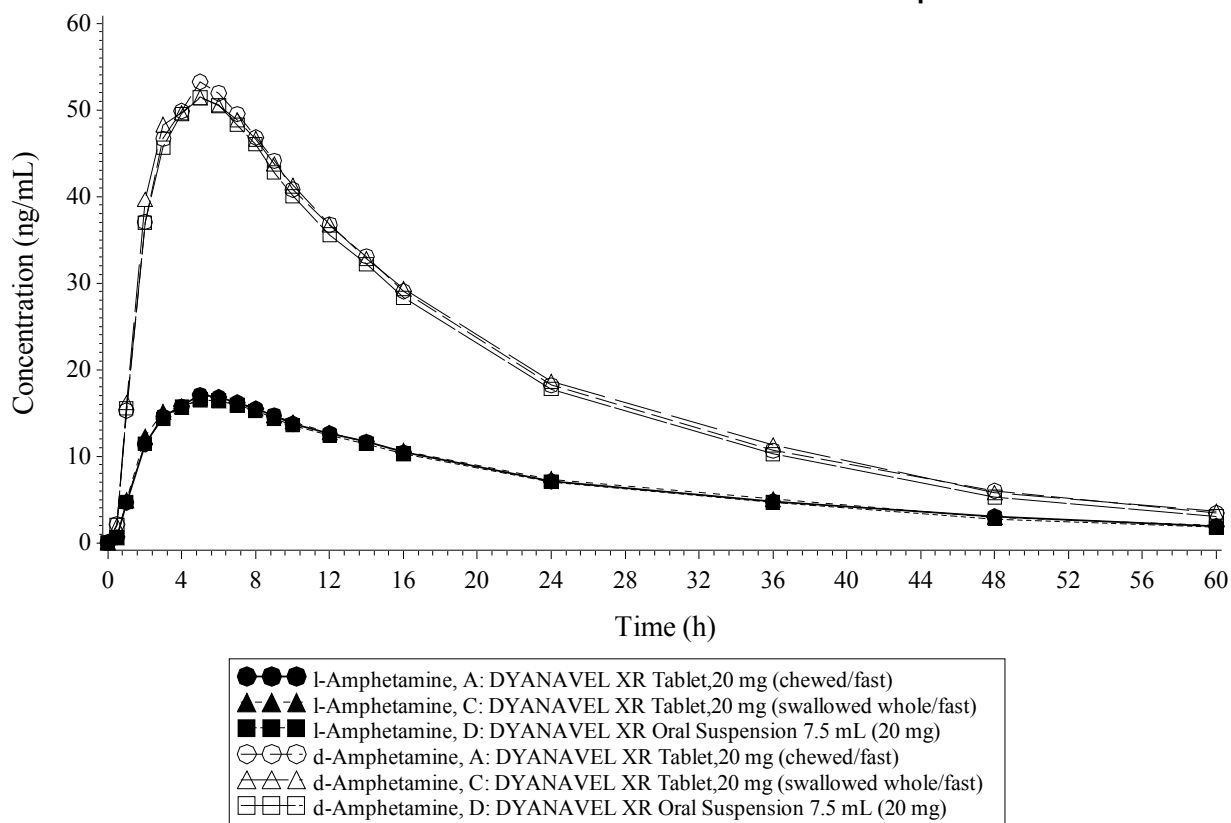 60
50
40
30
20
10
0
Concentration (ng/mL)
0 4 8 12 16 20 24 28 32 36 40 44 48 52 56 60
Time (h)
l-Amphetamine, A: DYANAVEL XR Tablet,20 mg (chewed/fast)
l-Amphetamine, C: DYANAVEL XR Tablet,20 mg (swallowed whole/fast)
l-Amphetamine, D: DYANAVEL XR Oral Suspension 7.5 mL (20 mg)
d-Amphetamine, A: DYANAVEL XR Tablet,20 mg (chewed/fast)
d-Amphetamine, C: DYANAVEL XR Tablet,20 mg (swallowed whole/fast)
d-Amphetamine, D: DYANAVEL XR Oral Suspension 7.5 mL (20 mg)